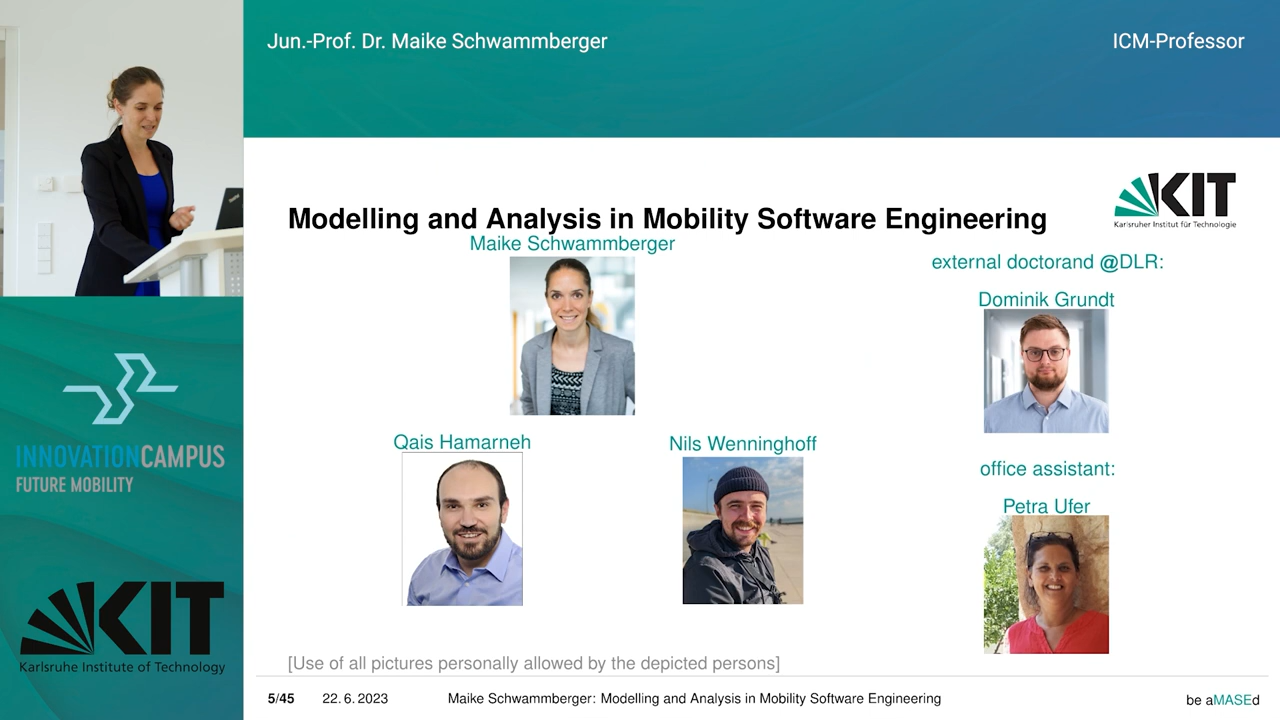 Jun.-Prof. Dr. Maike Schwammberger
ICM-Professor
KIT
Karlsruher Institut für Technologie
Modelling and Analysis in Mobility Software Engineering
Maike Schwammberger
external doctorand @DLR:
Dominik Grundt
Qais Hamarneh
Nils Wenninghoff
office assistant:
Petra Ufer
[Use of all pictures personally allowed by the depicted persons]
5/45
22. 6. 2023
Maike Schwammberger: Modelling and Analysis in Mobility Software Engineering
be aMASEd
INNOVATIONCAMPUS
FUTURE MOBILITY
KIT
Karlsruhe Institute of Technology